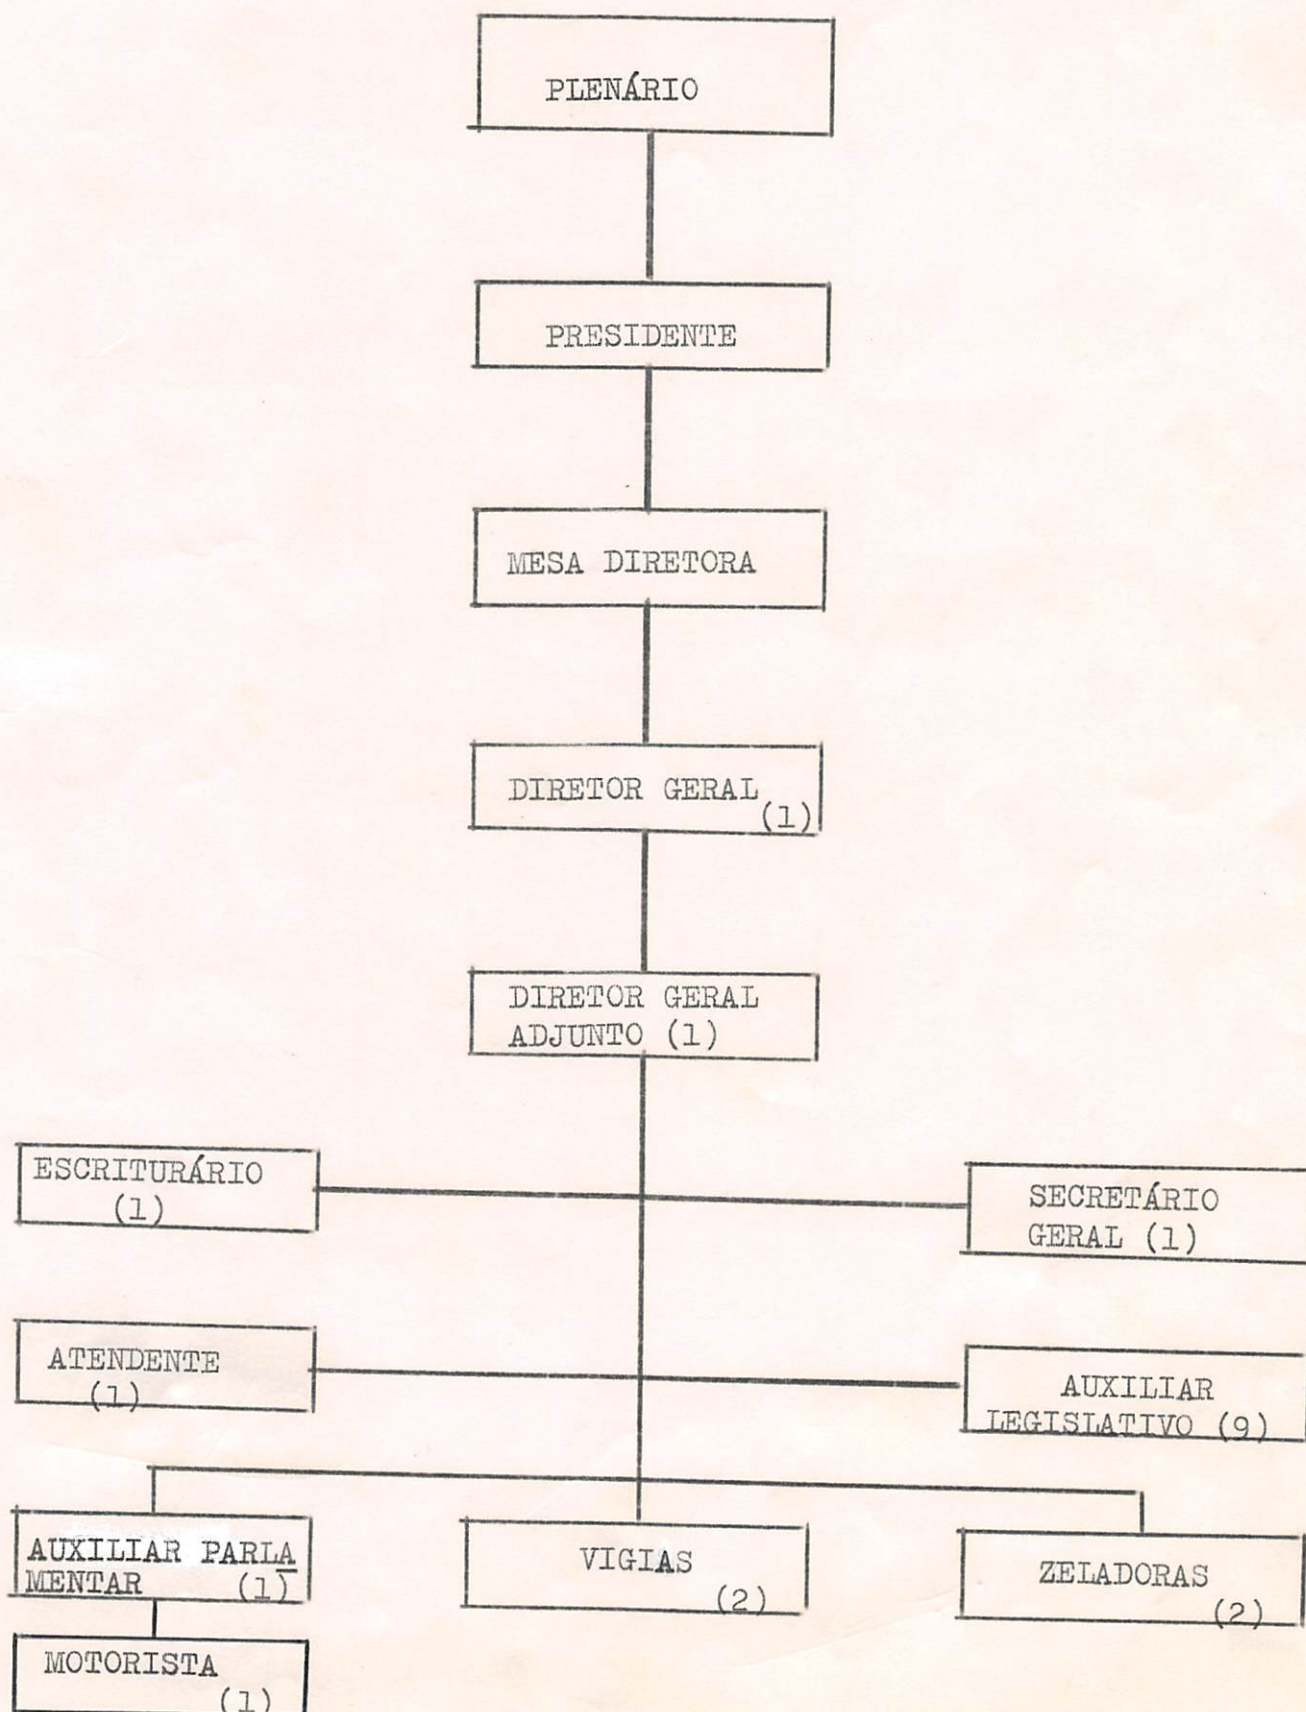 PLENÁRIO
PRESIDENTE
MESA DIRETORA
DIRETOR GERAL
(1)
DIRETOR GERAL
ADJUNTO (1)
ESCRITURÁRIO
(1)
SECRETÁRIO
GERAL (1)
ATENDENTE
(1)
AUXILIAR
LEGISLATIVO (9)
AUXILIAR PARLA
MENTAR (1)
VIGIAS
(2)
ZELADORAS
(2)
MOTORISTA
(1)